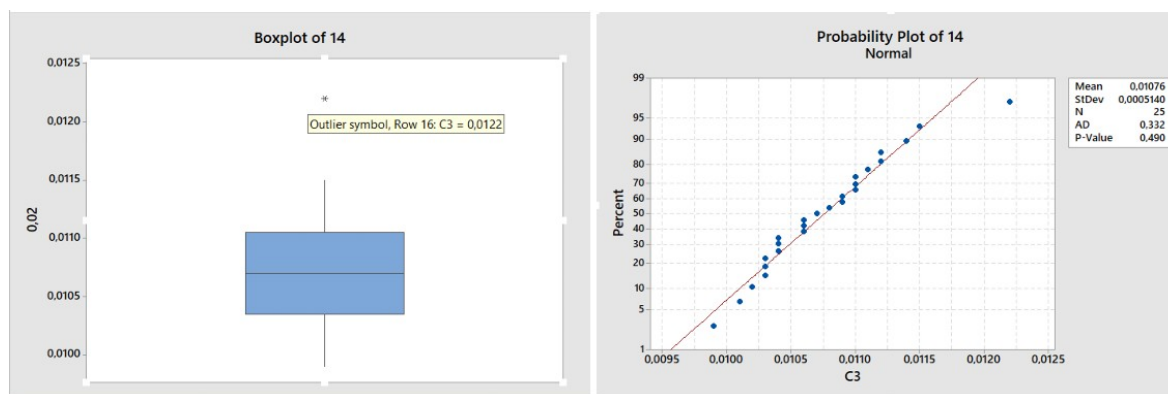 Boxplot of 14
0,0125
0,0120
0,0115
0,0110
0,0105
0,0100
0,02
Outlier symbol, Row 16: C3 = 0,0122
Probability Plot of 14
Normal
99
95
90
80
70
60
50
40
30
20
10
5
1
Percent
0,0095 0,0100 0,0105 0,0110 0,0115 0,0120 0,0125
C3
Mean 0,01076
StDev 0,0005140
N 25
AD 0,332
P-Value 0,490